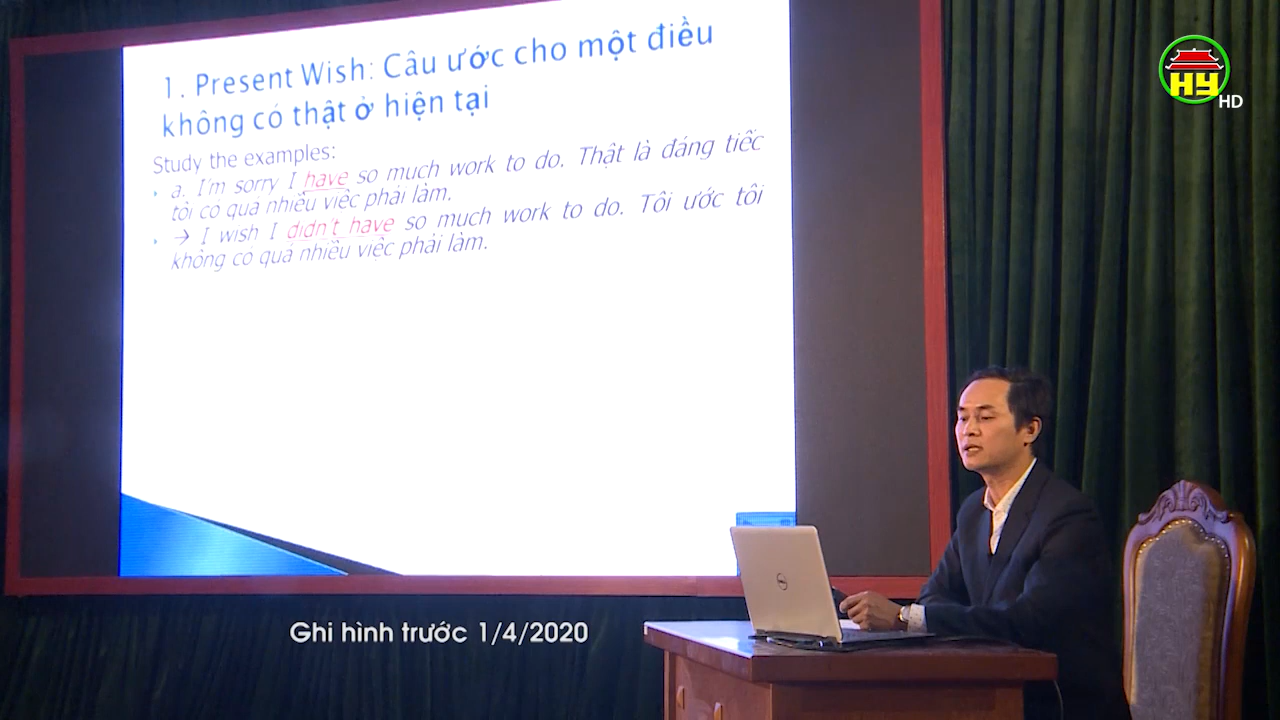 1. Present Wish: Câu ước cho một điều
không có thật ở hiện tại
Study the examples:
a. I'm sorry I have so much work to do. Thật là đáng tiếc
tôi có quá nhiều việc phải làm.
→ I wish I didn't have so much work to do. Tôi ước tôi
không có quá nhiều việc phải làm.
HY
HD
DELL
Ghi hình trước 1/4/2020